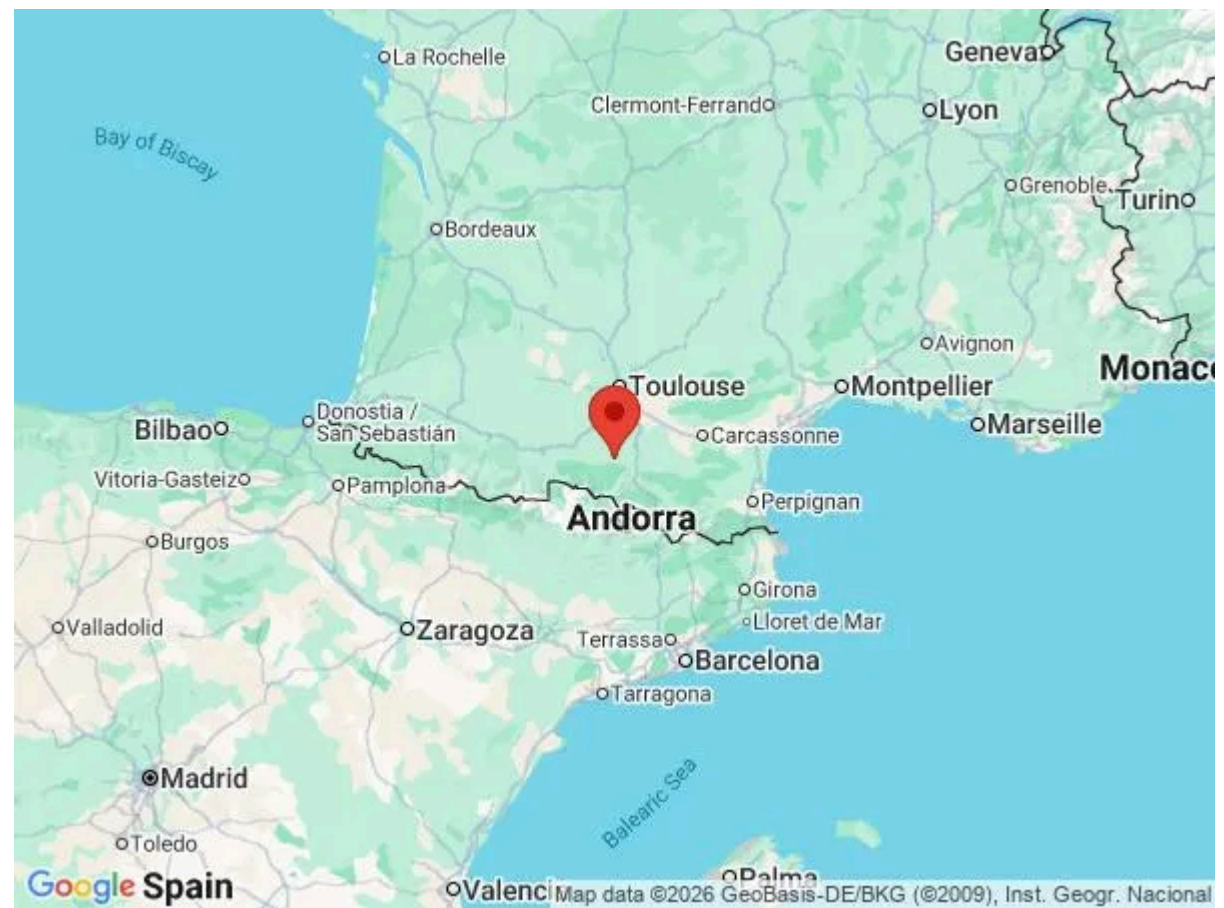 La Rochelle
Geneva
Clermont-Ferrand
Lyon
Bay of Biscay
Grenoble
Turin
Bordeaux
Avignon
Monaco
Toulouse
Montpellier
Donostia /
San Sebastián
Bilbao
Marseille
Carcassonne
Vitoria-Gasteiz
Pamplona
Perpignan
Andorra
Burgos
Girona
Lloret de Mar
Valladolid
Zaragoza
Terrassa
Barcelona
Tarragona
Madrid
Balearic Sea
Toledo
Palma
Google Spain
Valenci
Map data ©2026 GeoBasis-DE/BKG (©2009), Inst. Geogr. Nacional